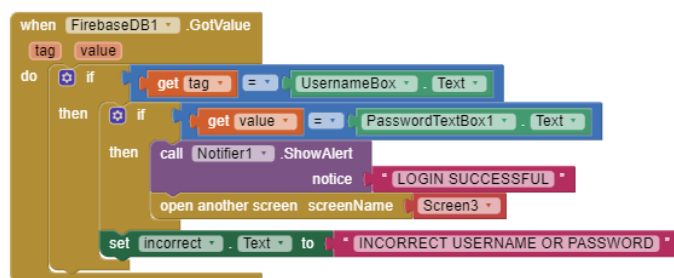 when FirebaseDB1 .GotValue
tag value
do if get tag = UsernameBox . Text
then if get value = PasswordTextBox1 . Text
then call Notifier1 .ShowAlert
notice " LOGIN SUCCESSFUL "
open another screen screenName Screen3
set incorrect . Text to " INCORRECT USERNAME OR PASSWORD "